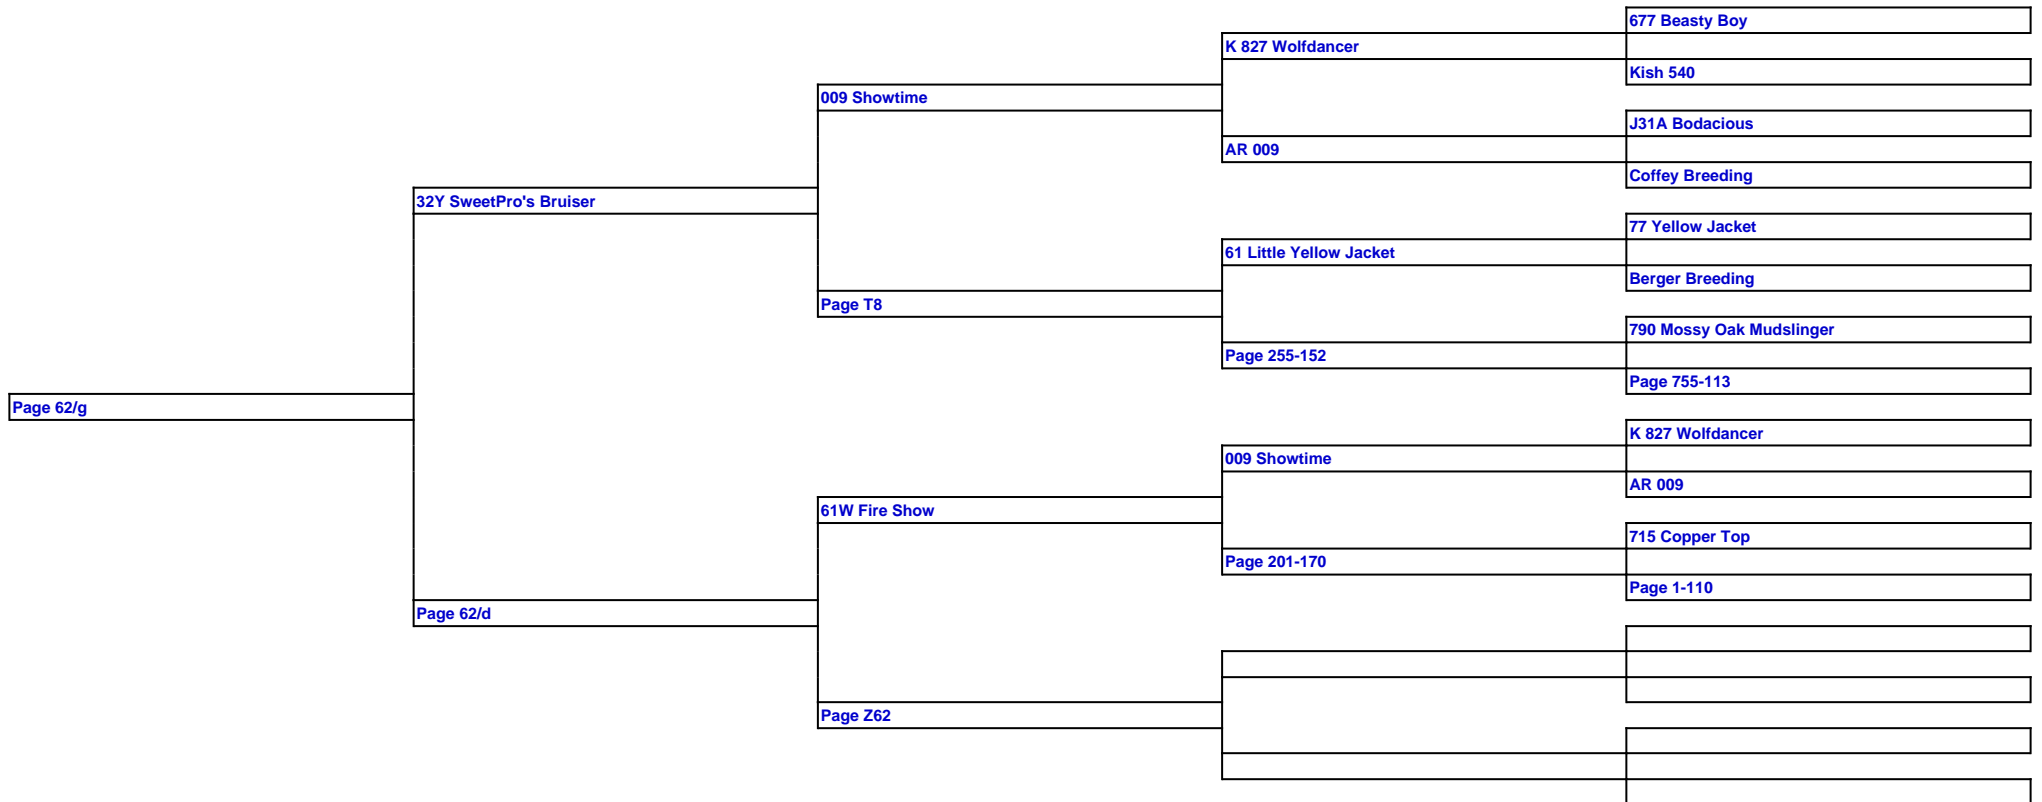 677 Beasty Boy
K 827 Wolfdancer
Kish 540
009 Showtime
J31A Bodacious
AR 009
Coffey Breeding
32Y SweetPro's Bruiser
77 Yellow Jacket
61 Little Yellow Jacket
Berger Breeding
Page T8
790 Mossy Oak Mudslinger
Page 255-152
Page 755-113
Page 62/g
K 827 Wolfdancer
009 Showtime
AR 009
61W Fire Show
715 Copper Top
Page 201-170
Page 1-110
Page 62/d
Page Z62